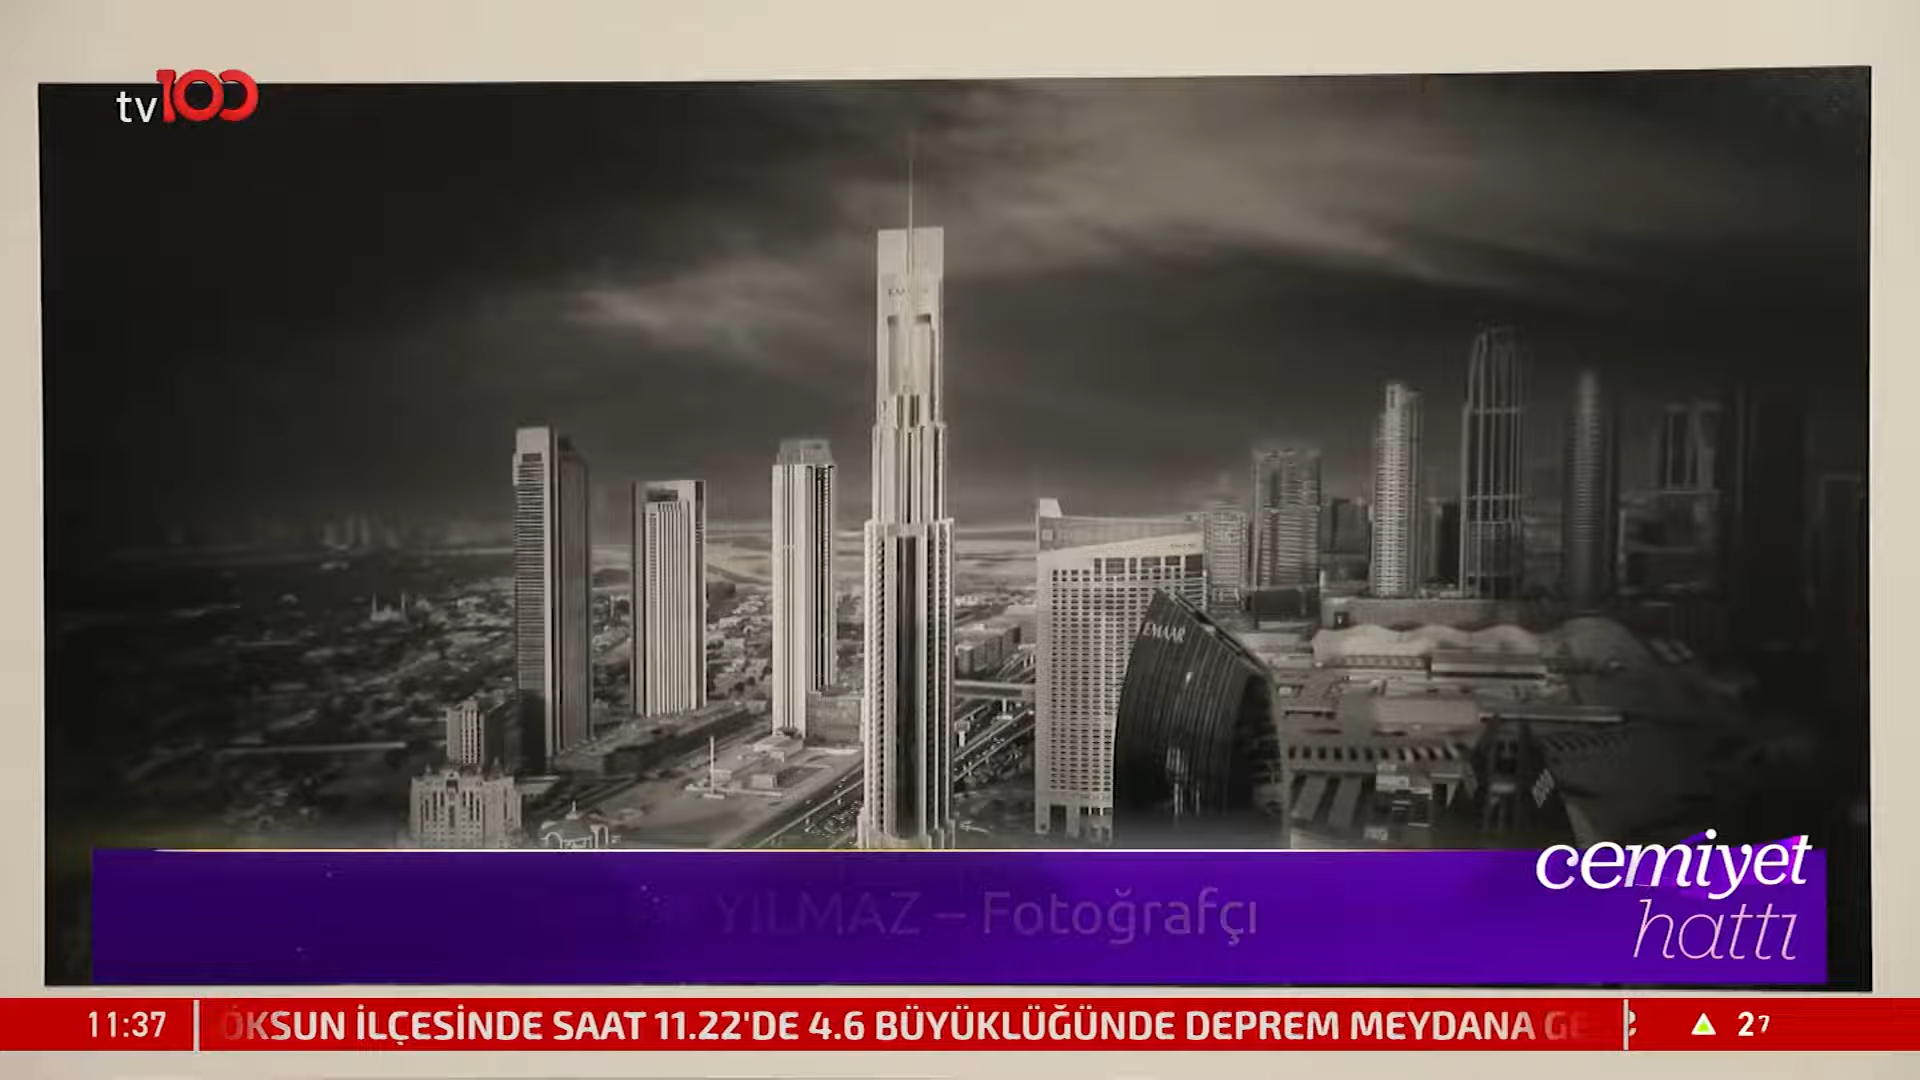 tv100
EMAAR
YILMAZ – Fotoğrafçı
cemiyet
hattı
11:37
ÖKSUN İLÇESİNDE SAAT 11.22'DE 4.6 BÜYÜKLÜĞÜNDE DEPREM MEYDANA
27